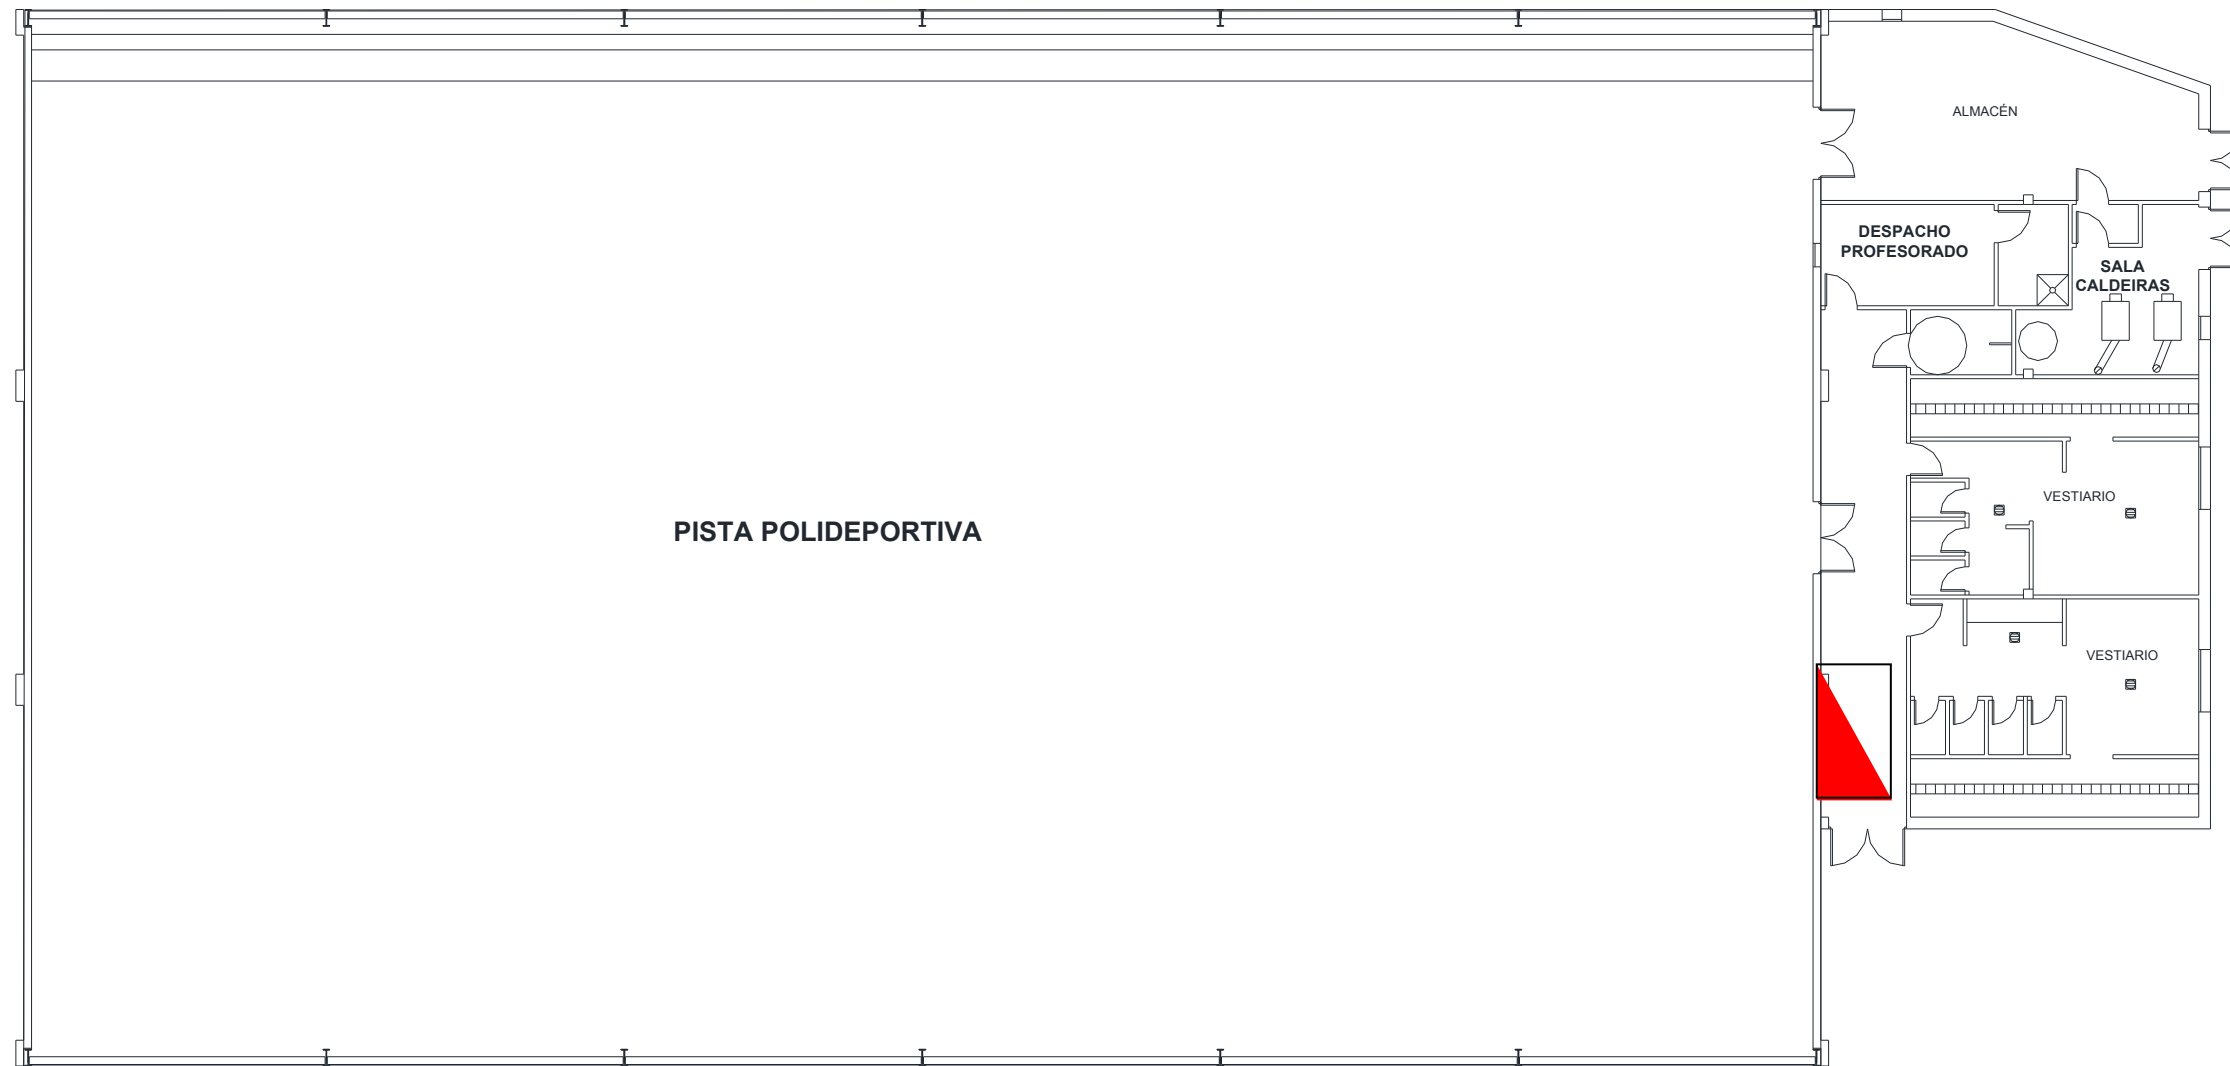 ALMACÉN
DESPACHO
PROFESORADO
SALA
CALDEIRAS
VESTIARIO
PISTA POLIDEPORTIVA
VESTIARIO